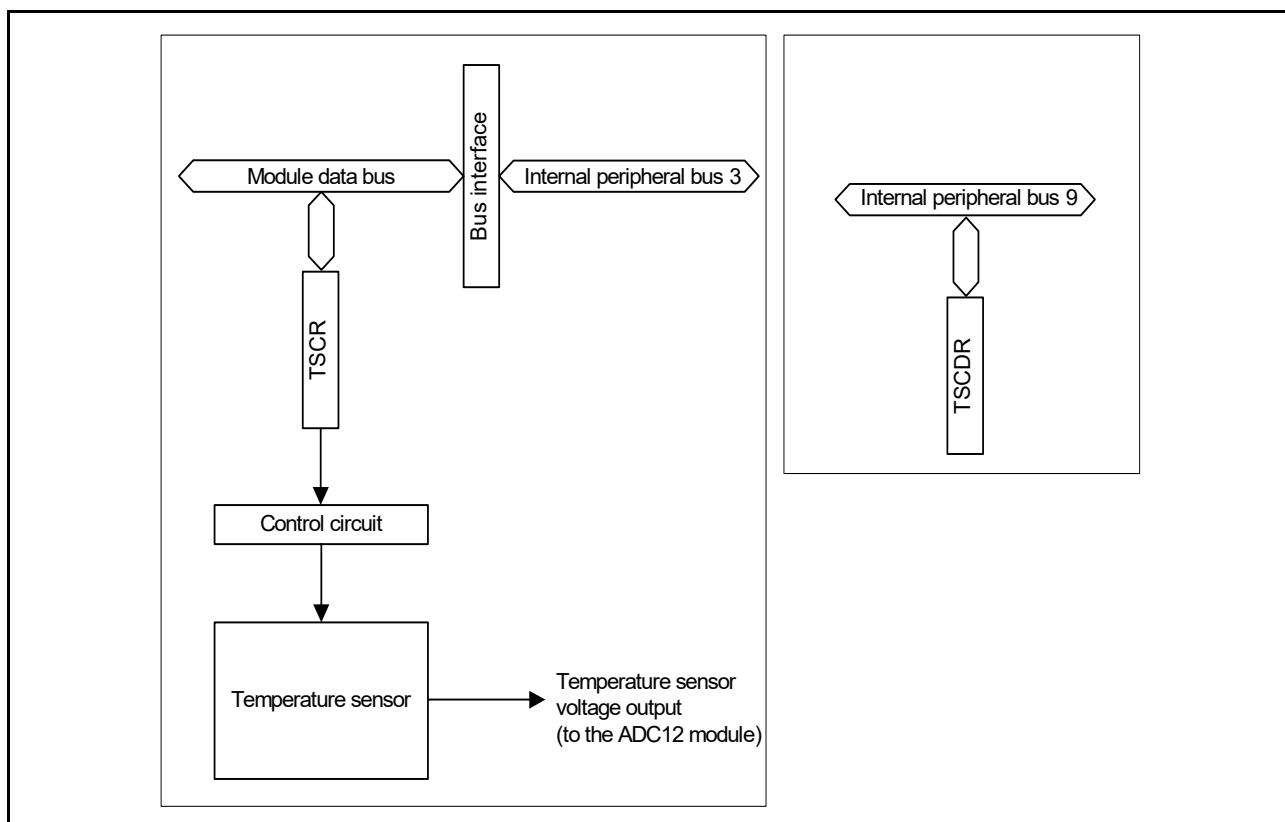 Bus interface
Module data bus
Internal peripheral bus 3
TSCR
Control circuit
Temperature sensor
Temperature sensor
voltage output
(to the ADC12 module)
Internal peripheral bus 9
TSCDR